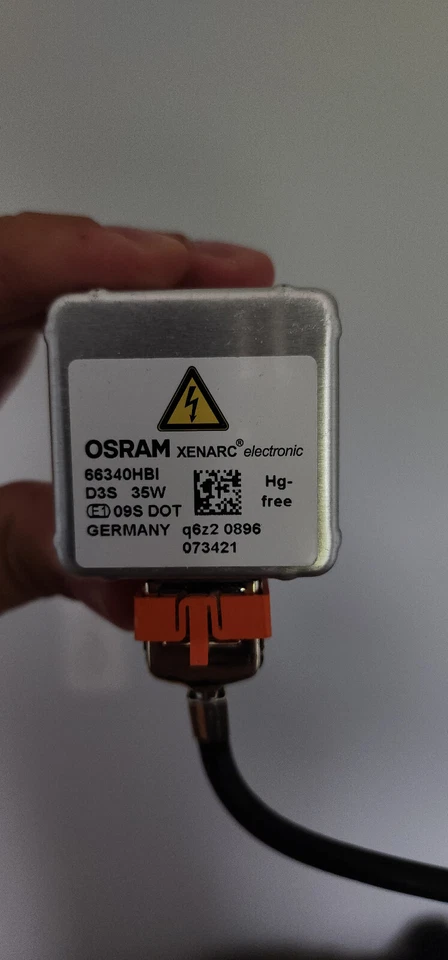 OSRAM XENARC® electronic
66340HBI
D3S 35W
Hg-
free
E1 09S DOT
GERMANY q6z2 0896
073421